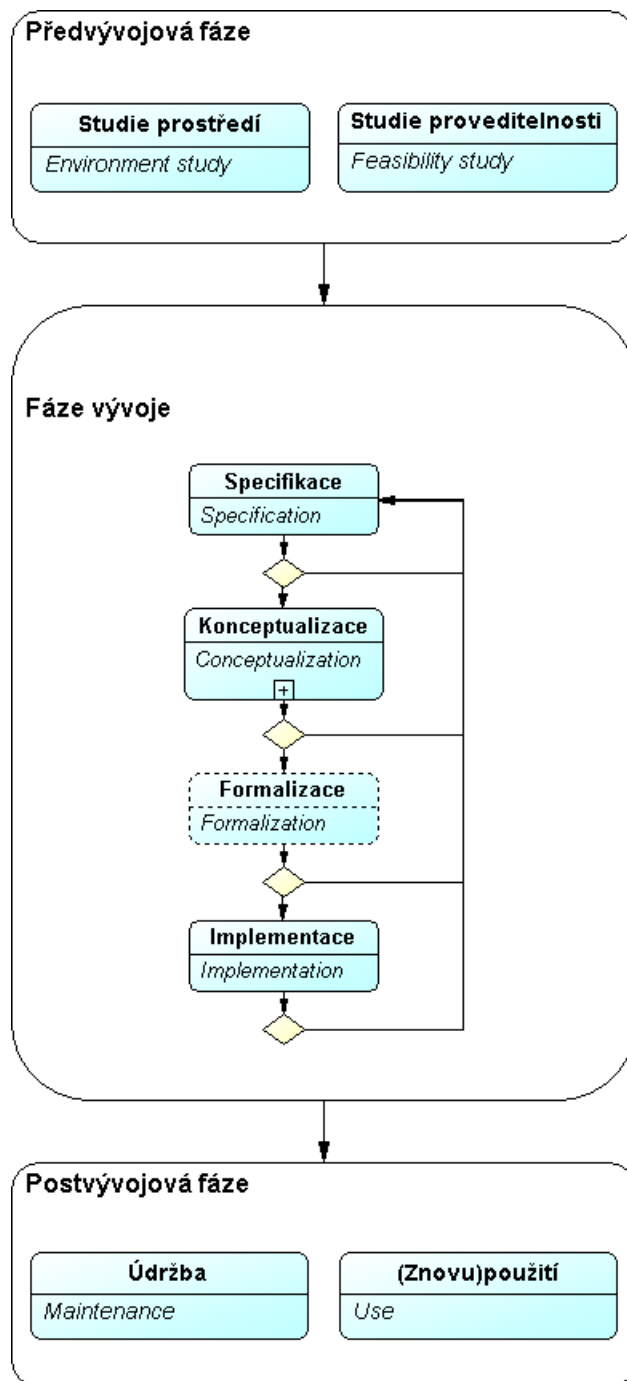 Předvývojová fáze
Studie prostředí
Environment study
Studie proveditelnosti
Feasibility study
Fáze vývoje
Specifikace
Specification
Konceptualizace
Conceptualization
+
Formalizace
Formalization
Implementace
Implementation
Postvývojová fáze
Údržba
Maintenance
(Znovu)použití
Use